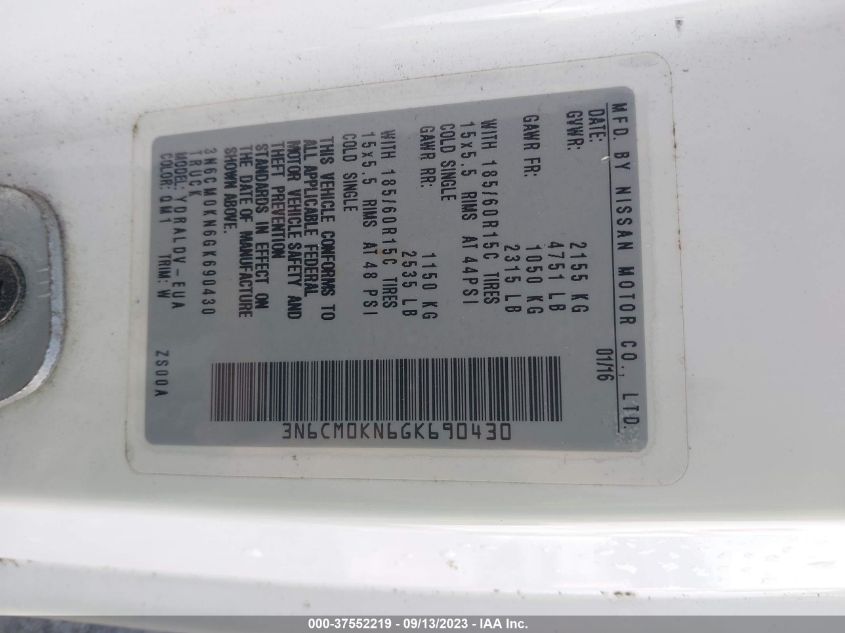 MFD. BY NISSAN MOTOR CO., LTD.
DATE: 01/16
GVWR: 2155 KG
4751 LB
GAWR FR: 1050 KG
2315 LB
WITH 185/60R15C TIRES
15x5.5 RIMS AT 44PSI
COLD SINGLE
GAWR RR: 1150 KG
2535 LB
WITH 185/60R15C TIRES
15x5.5 RIMS AT 48 PSI
COLD SINGLE
THIS VEHICLE CONFORMS TO
ALL APPLICABLE FEDERAL
MOTOR VEHICLE SAFETY AND
THEFT PREVENTION
STANDARDS IN EFFECT ON
THE DATE OF MANUFACTURE
SHOWN ABOVE.
3N6CM0KN6GK690430
TRUCK
MODEL: YDRALDV-EUA
COLOR: QM1 TRIM: W
ZS00A
3N6CM0KN6GK690430
000-37552219 - 09/13/2023 - IAA Inc.